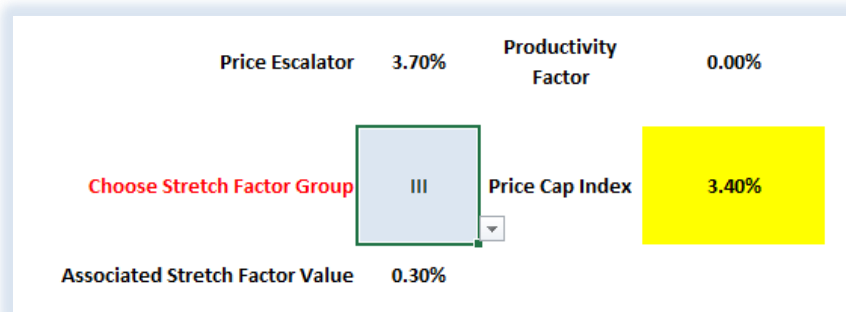 Price Escalator 3.70% Productivity Factor 0.00%
Choose Stretch Factor Group III Price Cap Index 3.40%
Associated Stretch Factor Value 0.30%